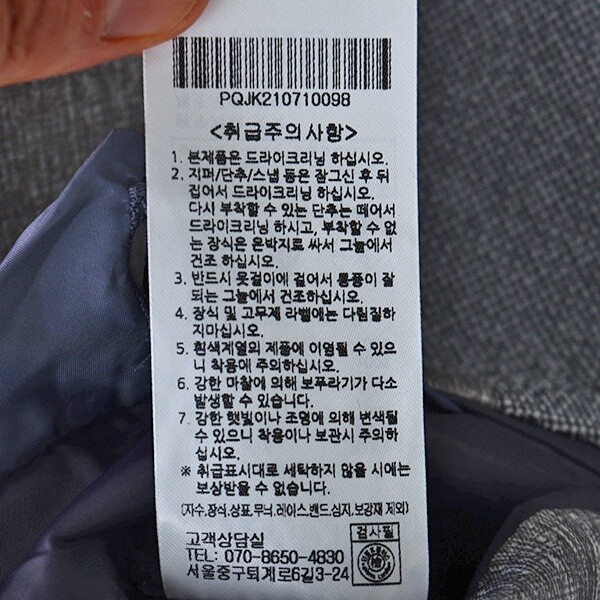 PQJK210710098
<취급주의사항>
1. 본제품은 드라이크리닝 하십시오.
2. 지퍼/단추/스냅 등은 잠그신 후 뒤
집어서 드라이크리닝 하십시오.
다시 부착할 수 있는 단추는 떼어서
드라이크리닝 하시고, 부착할 수 없
는 장식은 은박지로 싸서 그늘에서
건조 하십시오.
3. 반드시 옷걸이에 걸어서 통풍이 잘
되는 그늘에서 건조하십시오.
4. 장식 및 고무제 라벨에는 다림질하
지마십시오.
5. 흰색계열의 제품에 이염될 수 있으
니 착용에 주의하십시오.
6. 강한 마찰에 의해 보푸라기가 다소
발생할 수 있습니다.
7. 강한 햇빛이나 조명에 의해 변색될
수 있으니 착용이나 보관시 주의하
십시오.
※ 취급표시대로 세탁하지 않을 시에는
보상받을 수 없습니다.
(자수,장식,상표,무늬,레이스,밴드,심지,보강재 제외)
고객상담실
TEL: 070-8650-4830
서울중구퇴계로6길3-24
검사필